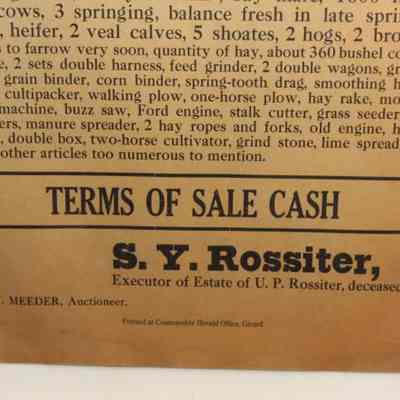 cows, 3 springing, balance fresh in late spri
, heifer, 2 veal calves, 5 shoates, 2 hogs, 2 bro
s to farrow very soon, quantity of hay, about 360 bushel co
e, 2 sets double harness, feed grinder, 2 double wagons, gr
grain binder, corn binder, spring-tooth drag, smoothing h
cultipacker, walking plow, one-horse plow, hay rake, mo
machine, buzz saw, Ford engine, stalk cutter, grass seeder
ers, manure spreader, 2 hay ropes and forks, old engine, h
, double box, two-horse cultivator, grind stone, lime spread
other articles too numerous to mention.
TERMS OF SALE CASH
S. Y. Rossiter,
Executor of Estate of U. P. Rossiter, deceased
. MEEDER, Auctioneer.
Printed at Cosmopolite Herald Office, Girard